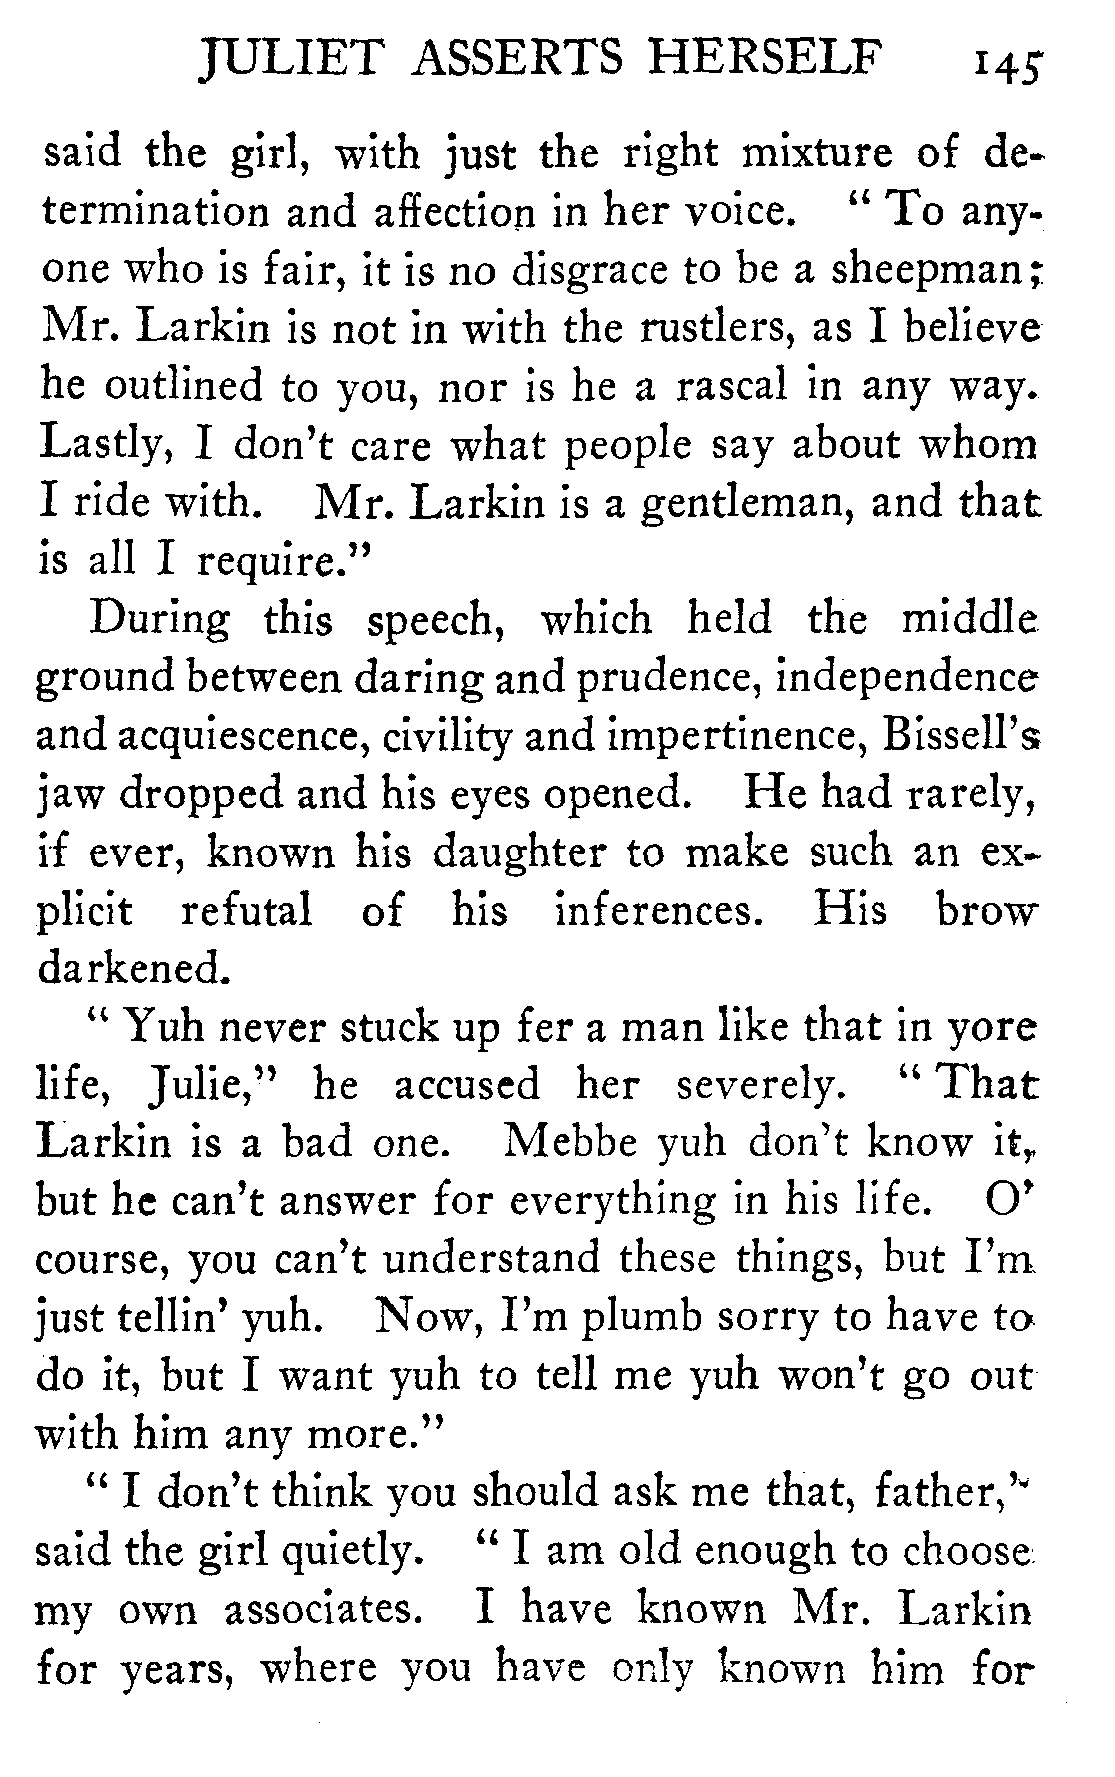 JULIET ASSERTS HERSELF 145
said the girl, with just the right mixture of de-
termination and affection in her voice. “ To any-
one who is fair, it is no disgrace to be a sheepman;
Mr. Larkin is not in with the rustlers, as I believe
he outlined to you, nor is he a rascal in any way.
Lastly, I don’t care what people say about whom
I ride with. Mr. Larkin is a gentleman, and that
is all I require.”
During this speech, which held the middle
ground between daring and prudence, independence
and acquiescence, civility and impertinence, Bissell’s
jaw dropped and his eyes opened. He had rarely,
if ever, known his daughter to make such an ex-
plicit refutal of his inferences. His brow
darkened.
“ Yuh never stuck up fer a man like that in yore
life, Julie,” he accused her severely. “ That
Larkin is a bad one. Mebbe yuh don’t know it,
but he can’t answer for everything in his life. O’
course, you can’t understand these things, but I’m
just tellin’ yuh. Now, I’m plumb sorry to have to
do it, but I want yuh to tell me yuh won’t go out
with him any more.”
“ I don’t think you should ask me that, father,”
said the girl quietly. “ I am old enough to choose
my own associates. I have known Mr. Larkin
for years, where you have only known him for